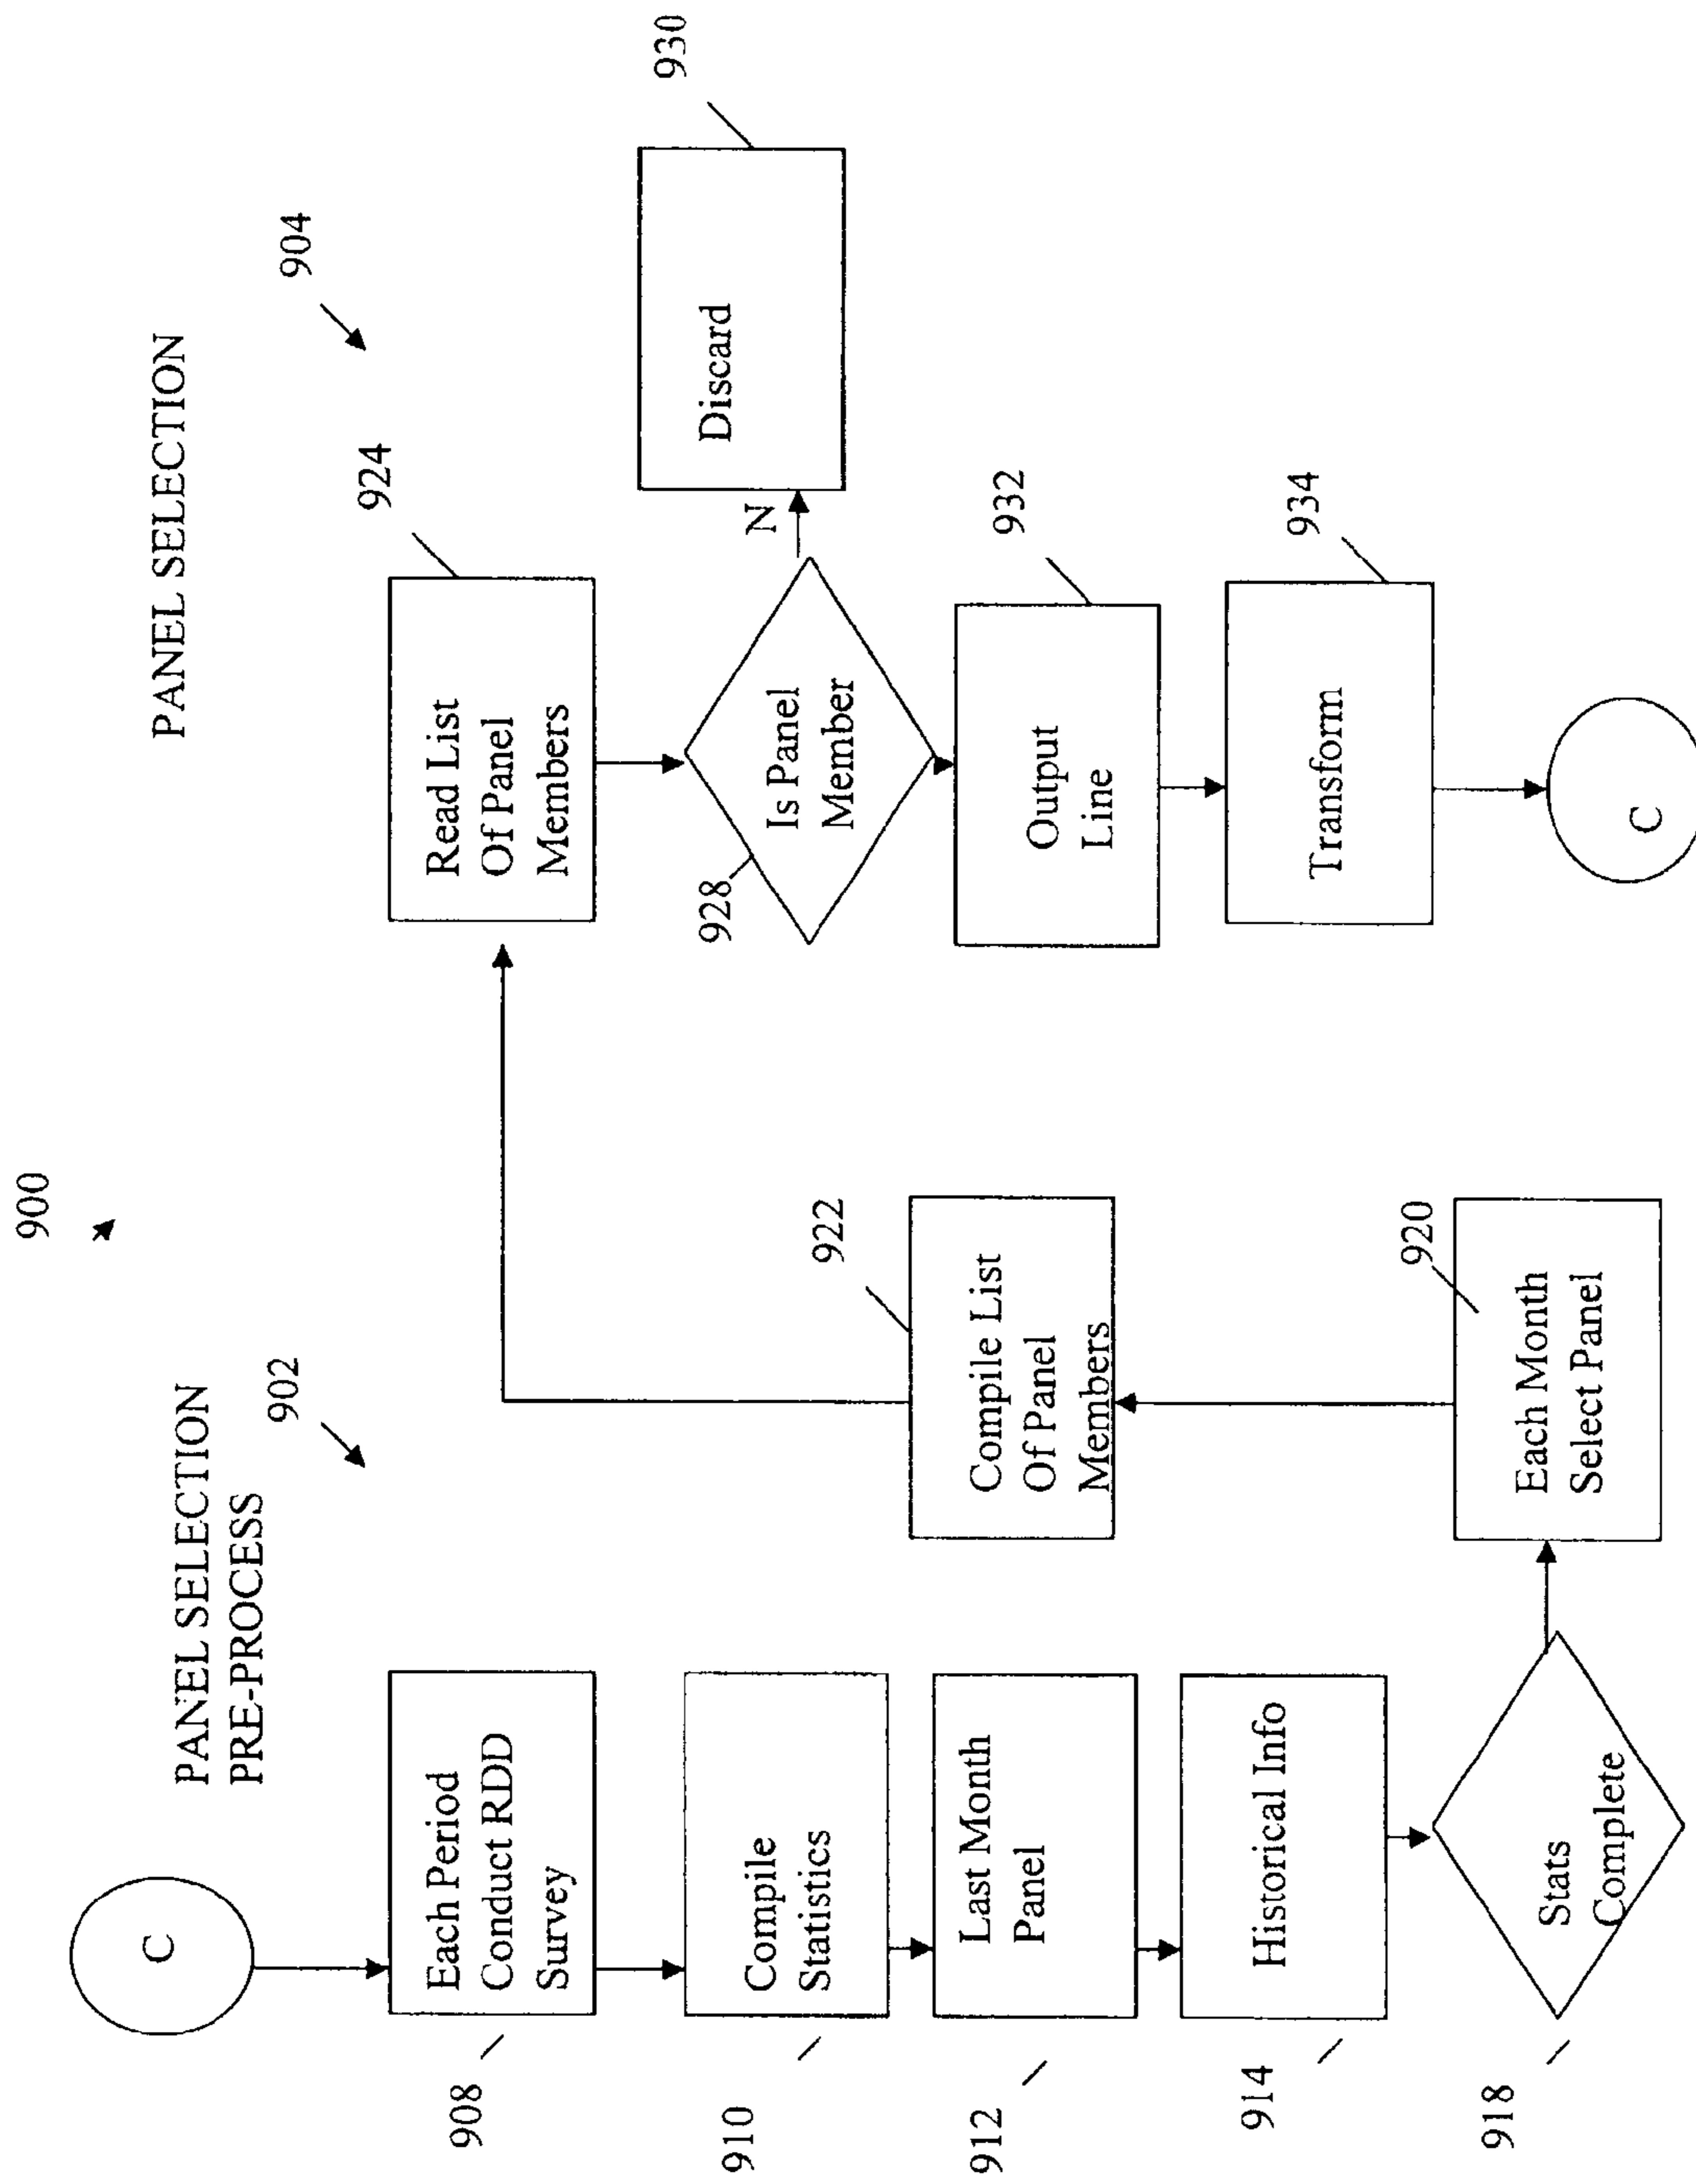 900
PANEL SELECTION
PRE-PROCESS
902
C
Each Period
Conduct RDD
Survey
908
Compile
Statistics
910
Last Month
Panel
912
Historical Info
914
Stats
Complete
918
Each Month
Select Panel
920
Compile List
Of Panel
Members
922
PANEL SELECTION
904
Read List
Of Panel
Members
924
Is Panel
Member
928
N
Discard
930
Output
Line
932
Transform
934
C